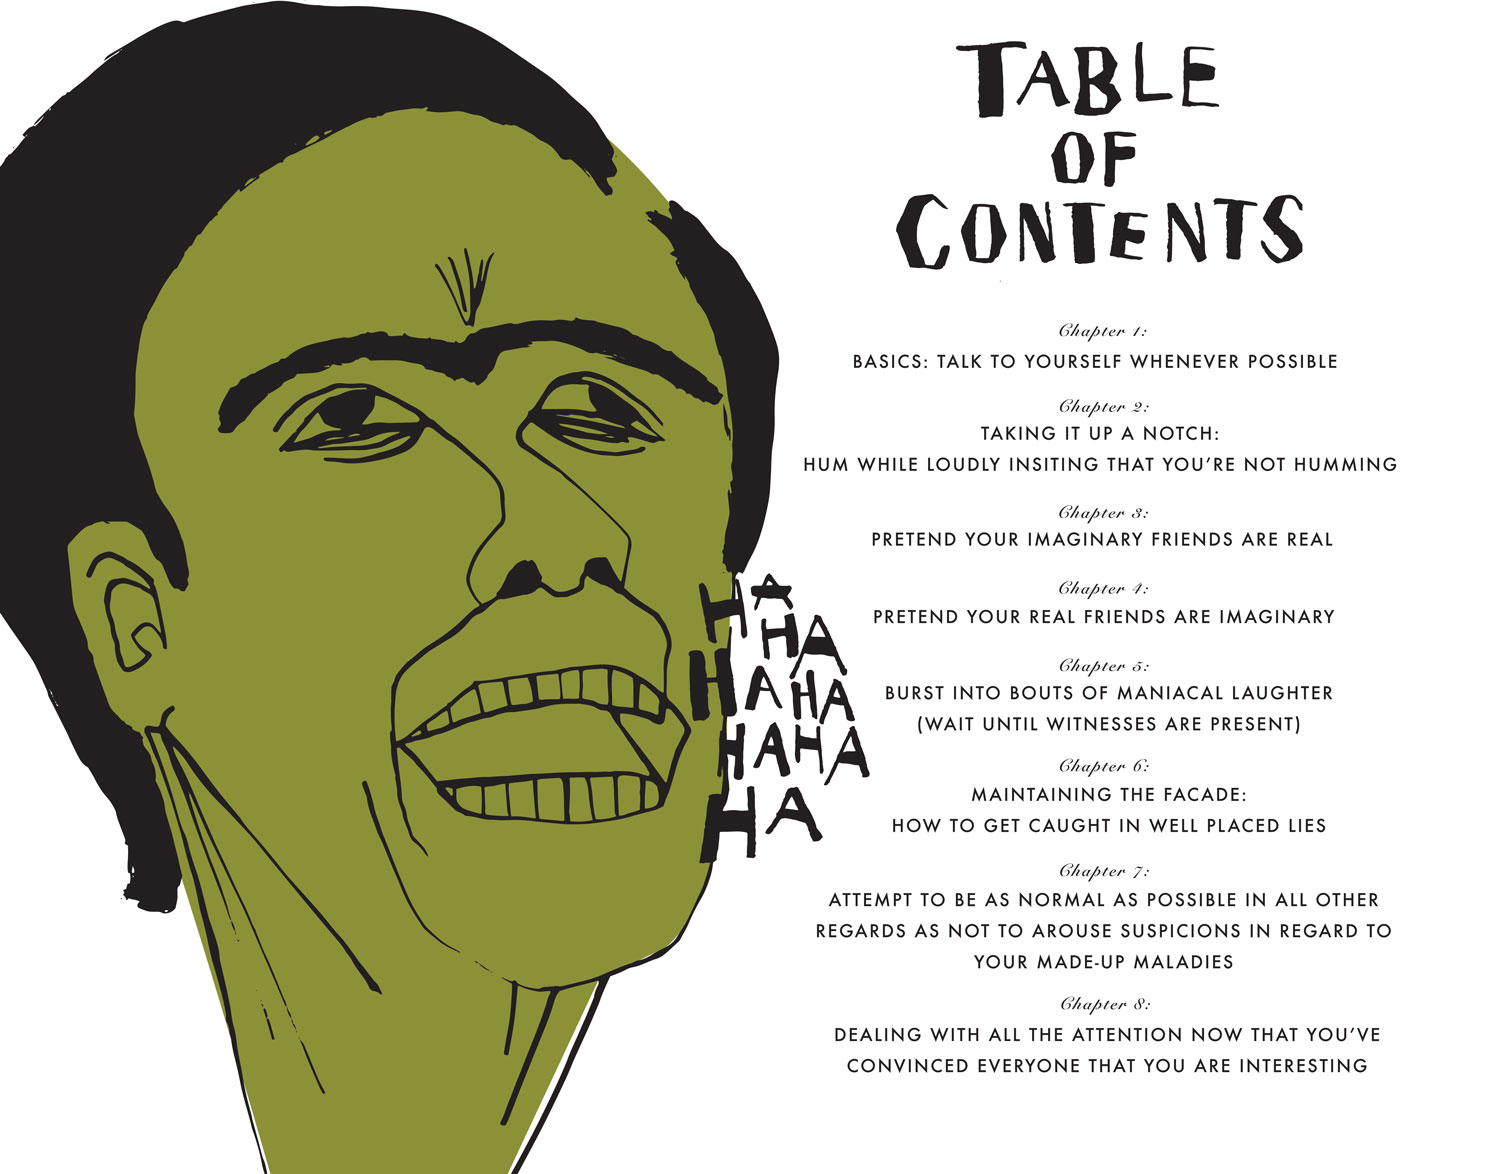 TABLE
OF
CONTENTS
Chapter 1:
BASICS: TALK TO YOURSELF WHENEVER POSSIBLE
Chapter 2:
TAKING IT UP A NOTCH:
HUM WHILE LOUDLY INSITING THAT YOU'RE NOT HUMMING
Chapter 3:
PRETEND YOUR IMAGINARY FRIENDS ARE REAL
Chapter 4:
PRETEND YOUR REAL FRIENDS ARE IMAGINARY
Chapter 5:
BURST INTO BOUTS OF MANIACAL LAUGHTER
(WAIT UNTIL WITNESSES ARE PRESENT)
Chapter 6:
MAINTAINING THE FACADE:
HOW TO GET CAUGHT IN WELL PLACED LIES
Chapter 7:
ATTEMPT TO BE AS NORMAL AS POSSIBLE IN ALL OTHER
REGARDS AS NOT TO AROUSE SUSPICIONS IN REGARD TO
YOUR MADE-UP MALADIES
Chapter 8:
DEALING WITH ALL THE ATTENTION NOW THAT YOU'VE
CONVINCED EVERYONE THAT YOU ARE INTERESTING
HA
HA
HAHA
HAHA
HA